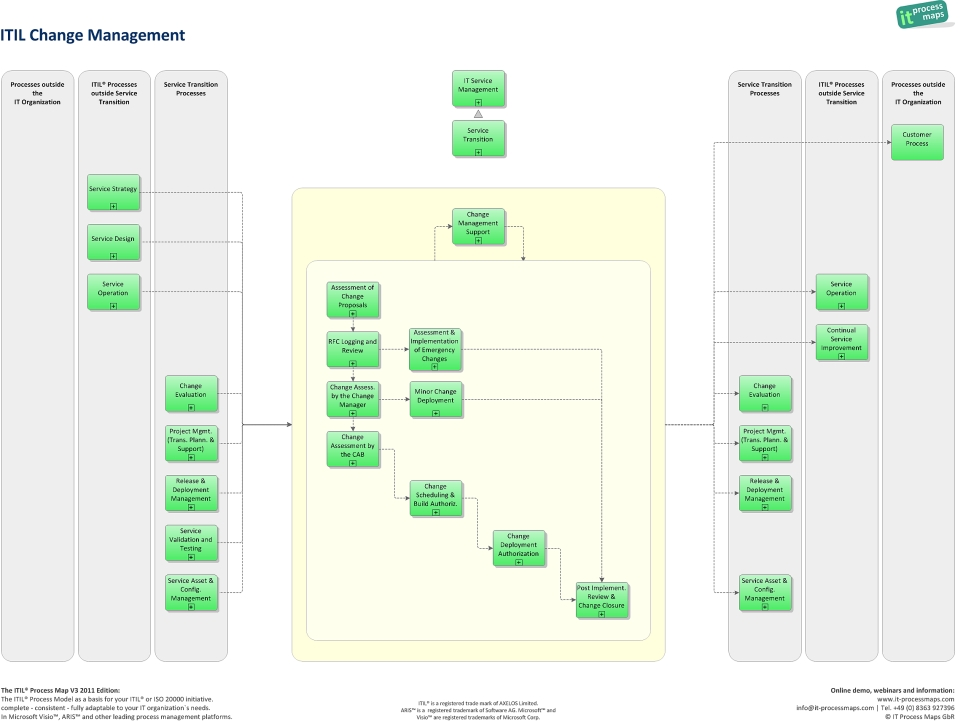 it process
maps
ITIL Change Management
Processes outside
the
IT Organization
ITIL® Processes
outside Service
Transition
Service Transition
Processes
IT Service
Management
Service
Transition
Service Transition
Processes
ITIL® Processes
outside Service
Transition
Processes outside
the
IT Organization
Customer
Process
Service Strategy
Service Design
Service
Operation
Change
Evaluation
Project Mgmt.
(Trans. Plann. &
Support)
Release &
Deployment
Management
Service
Validation and
Testing
Service Asset &
Config.
Management
Change
Management
Support
Assessment of
Change
Proposals
RFC Logging and
Review
Assessment &
Implementation
of Emergency
Changes
Change Assess.
by the Change
Manager
Minor Change
Deployment
Change
Assessment by
the CAB
Change
Scheduling &
Build Authoriz.
Change
Deployment
Authorization
Post Implement.
Review &
Change Closure
Service
Operation
Continual
Service
Improvement
Change
Evaluation
Project Mgmt.
(Trans. Plann. &
Support)
Release &
Deployment
Management
Service Asset &
Config.
Management
The ITIL® Process Map V3 2011 Edition:
The ITIL® Process Model as a basis for your ITIL® or ISO 20000 initiative.
complete - consistent - fully adaptable to your IT organization`s needs.
In Microsoft Visio™, ARIS™ and other leading process management platforms.
ITIL® is a registered trade mark of AXELOS Limited.
ARIS™ is a registered trademark of Software AG. Microsoft™ and
Visio™ are registered trademarks of Microsoft Corp.
Online demo, webinars and information:
www.it-processmaps.com
info@it-processmaps.com | Tel. +49 (0) 8363 927396
© IT Process Maps GbR